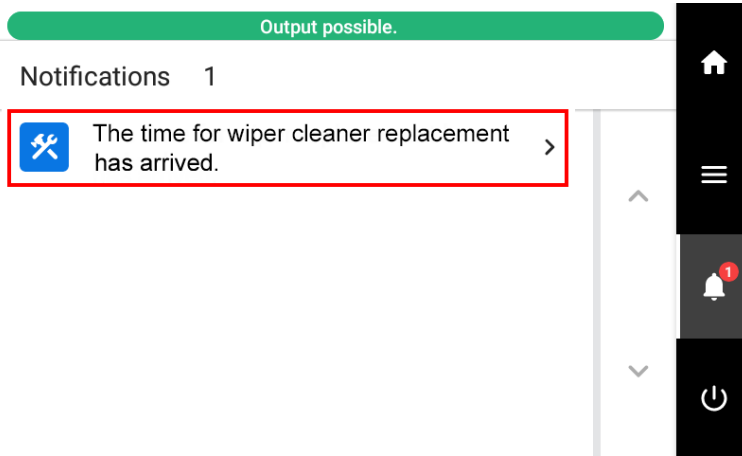 Output possible.
Notifications 1
The time for wiper cleaner replacement
has arrived.
1